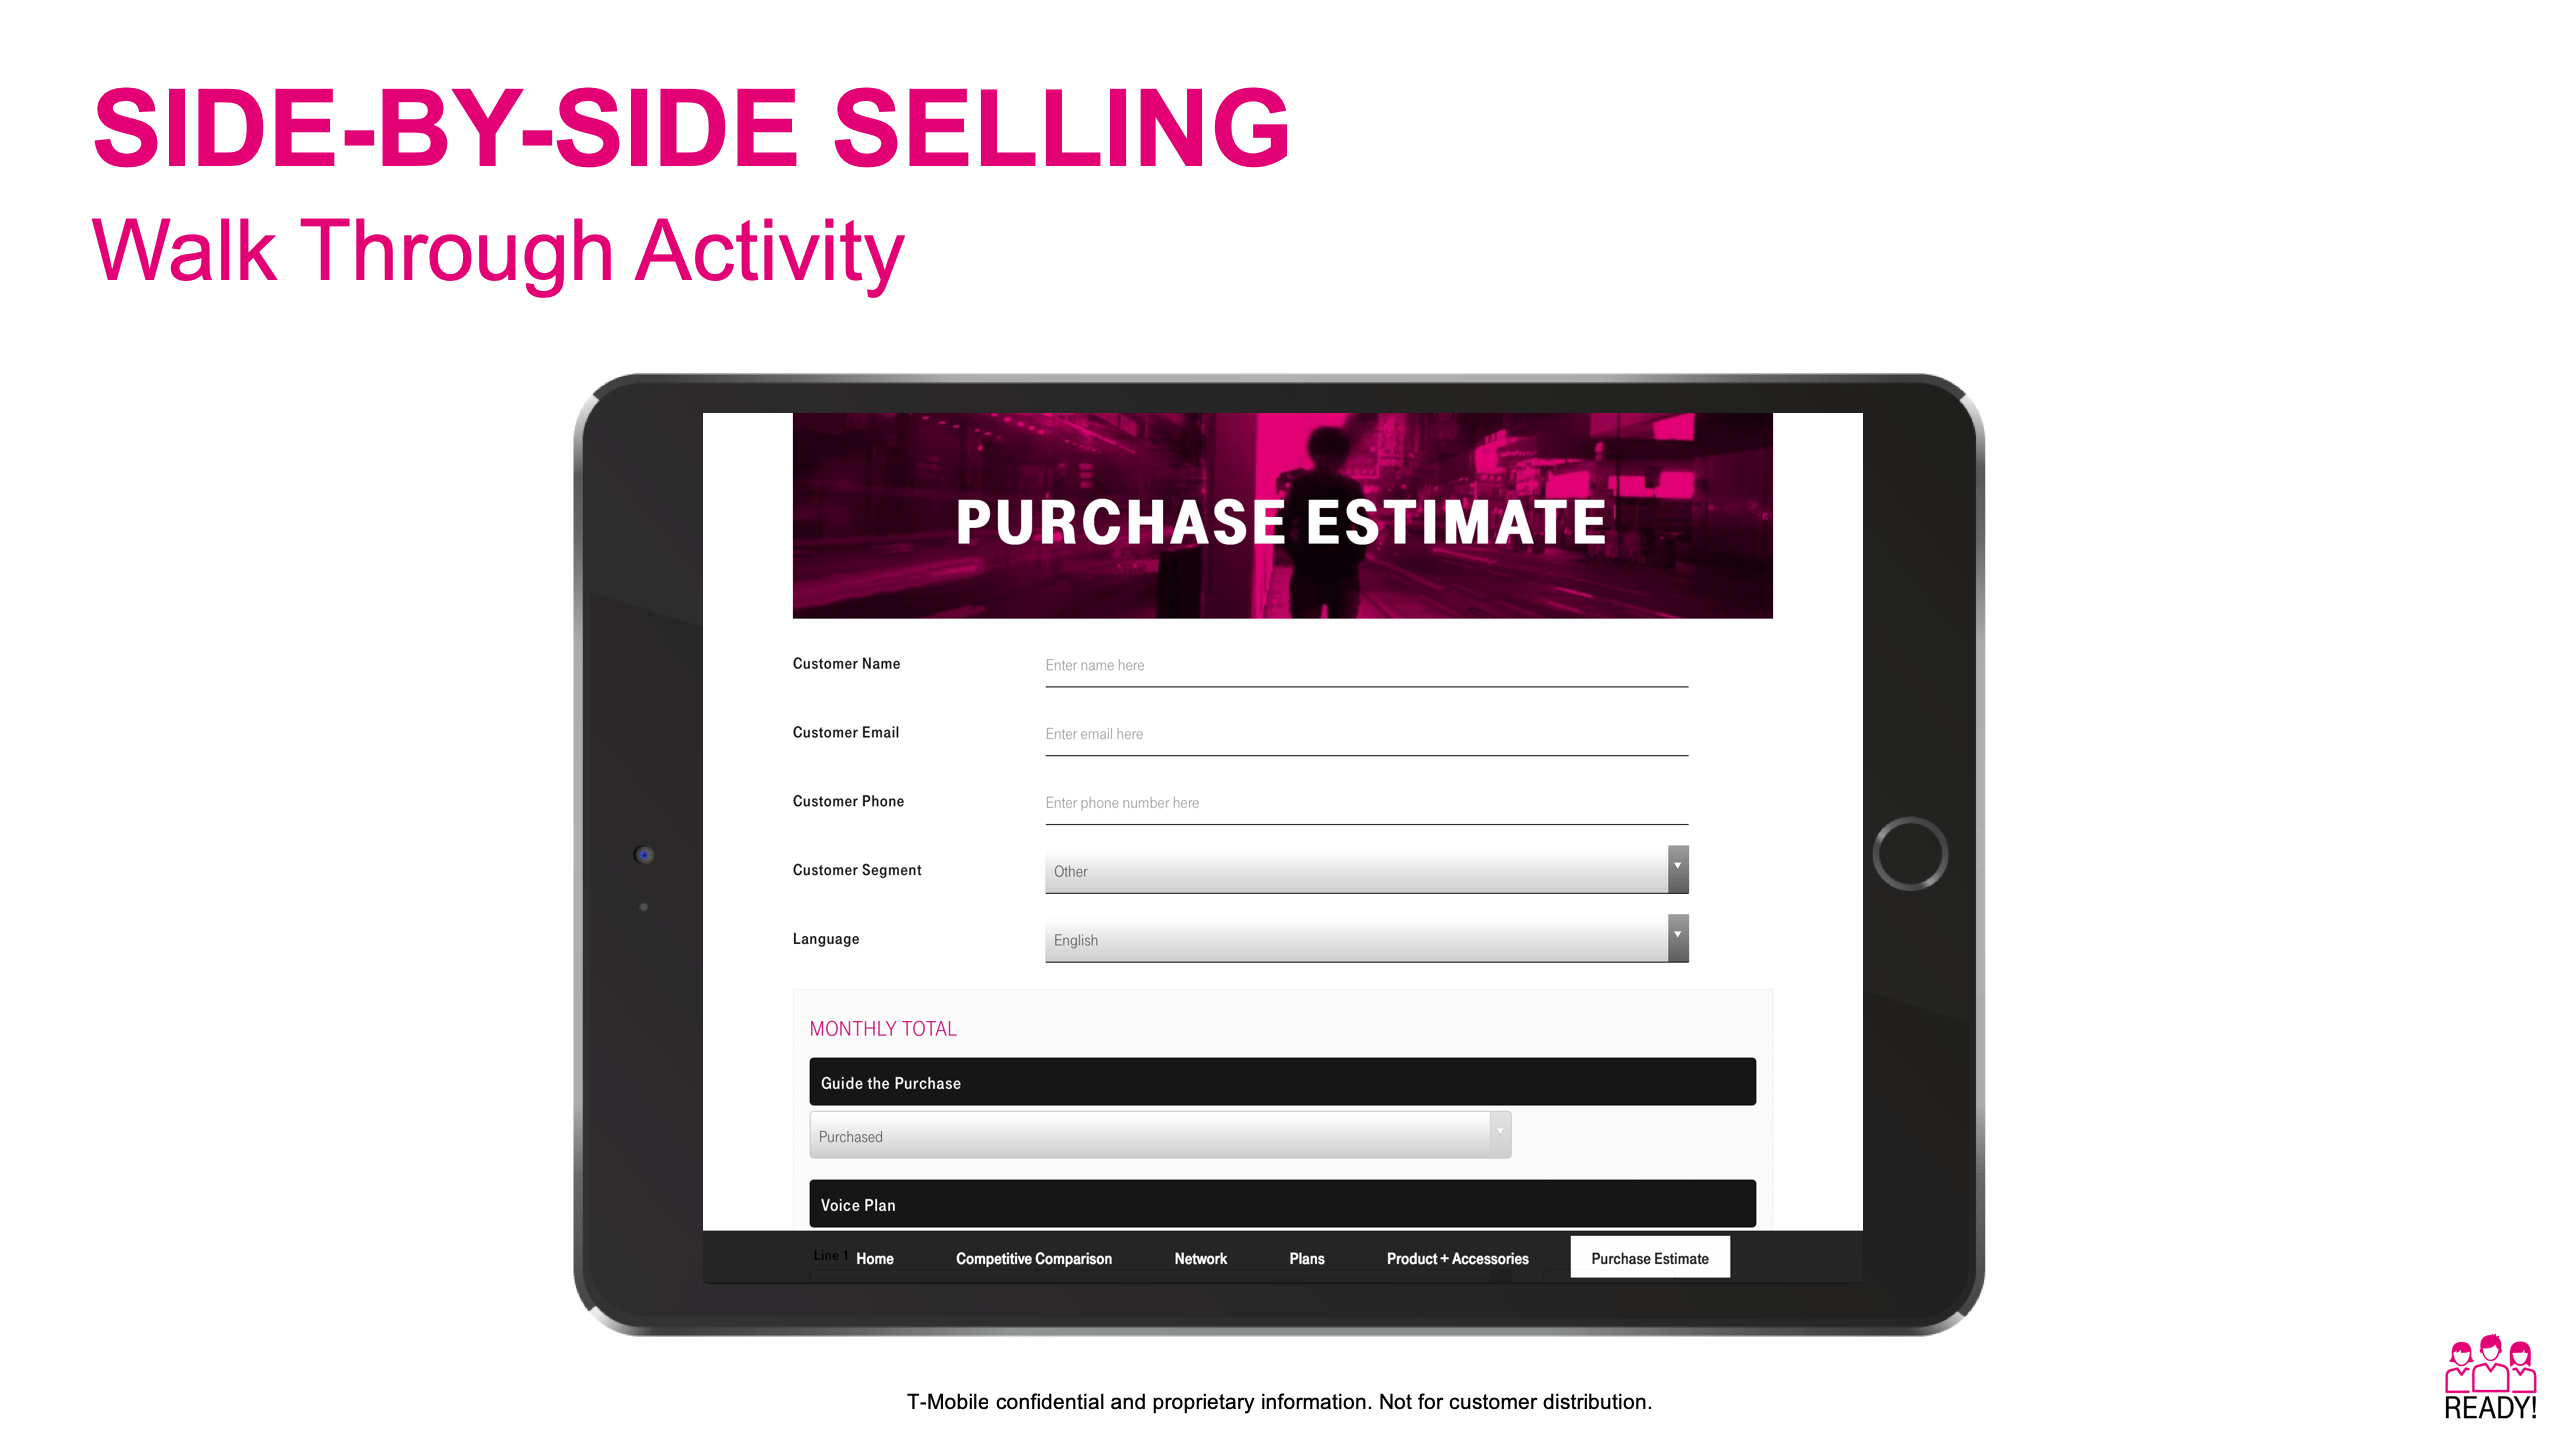 SIDE-BY-SIDE SELLING
Walk Through Activity
PURCHASE ESTIMATE
Customer Name
Enter name here
Customer Email
Enter email here
Customer Phone
Enter phone number here
Customer Segment
Other
Language
English
MONTHLY TOTAL
Guide the Purchase
Purchased
Voice Plan
Line 1
Home
Competitive Comparison
Network
Plans
Product + Accessories
Purchase Estimate
T-Mobile confidential and proprietary information. Not for customer distribution.
READY!